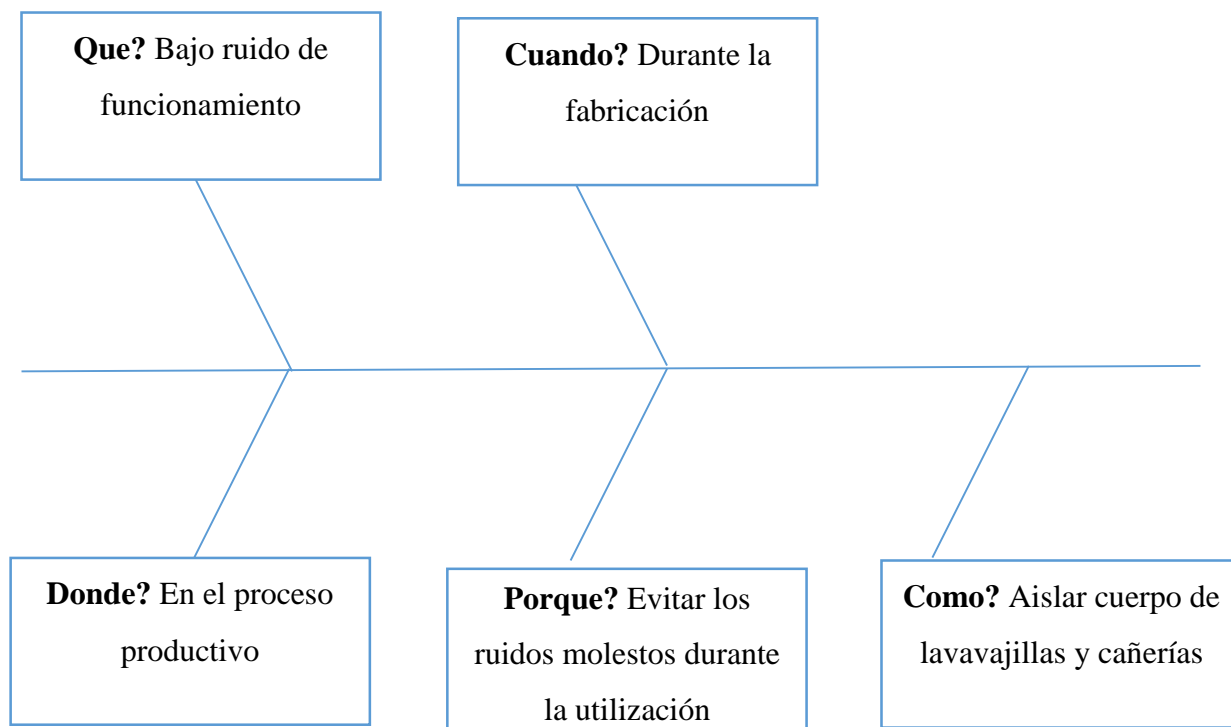 Que? Bajo ruido de
funcionamiento
Cuando? Durante la
fabricación
Donde? En el proceso
productivo
Porque? Evitar los
ruidos molestos durante
la utilización
Como? Aislar cuerpo de
lavavajillas y cañerías